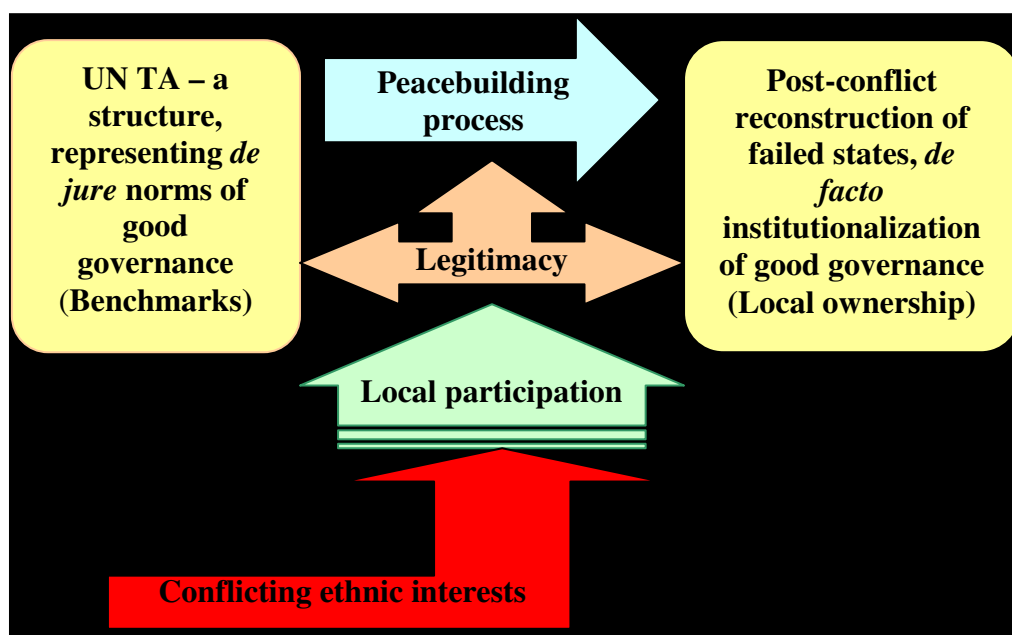 UN TA – a
structure,
representing de
jure norms of
good
governance
(Benchmarks)
Peacebuilding
process
Post-conflict
reconstruction of
failed states, de
facto
institutionalization
of good governance
(Local ownership)
Legitimacy
Local participation
Conflicting ethnic interests